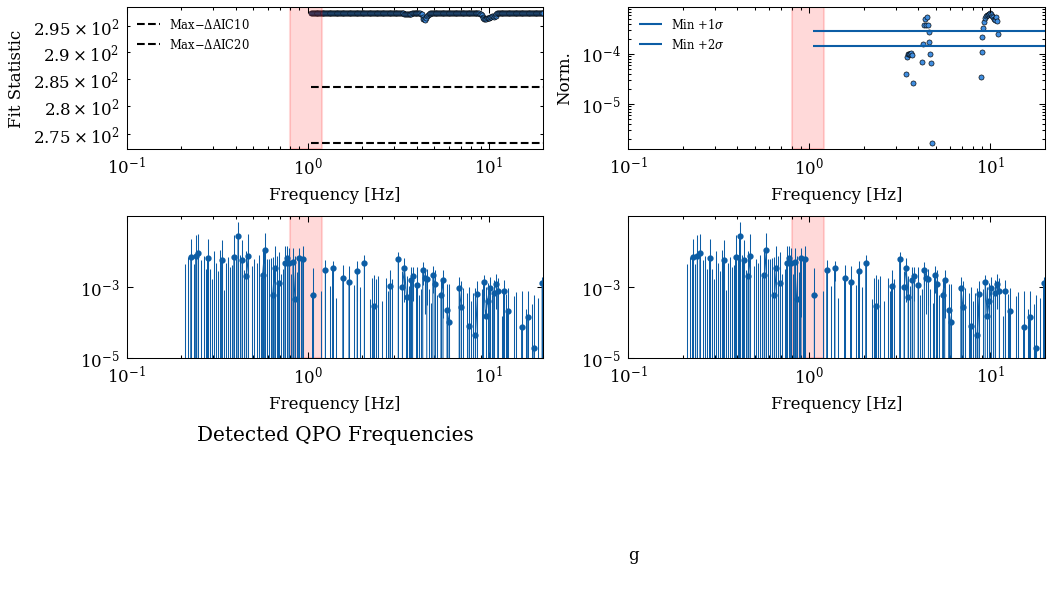 Fit Statistic
2.95 × 10²
2.9 × 10²
2.85 × 10²
2.8 × 10²
2.75 × 10²
Max−ΔAIC10
Max−ΔAIC20
10⁻¹ 10⁰ 10¹
Frequency [Hz]
Norm.
10⁻⁴
10⁻⁵
Min +1σ
Min +2σ
10⁻¹ 10⁰ 10¹
Frequency [Hz]
10⁻³
10⁻⁵
10⁻¹ 10⁰ 10¹
Frequency [Hz]
10⁻³
10⁻⁵
10⁻¹ 10⁰ 10¹
Frequency [Hz]
Detected QPO Frequencies
g